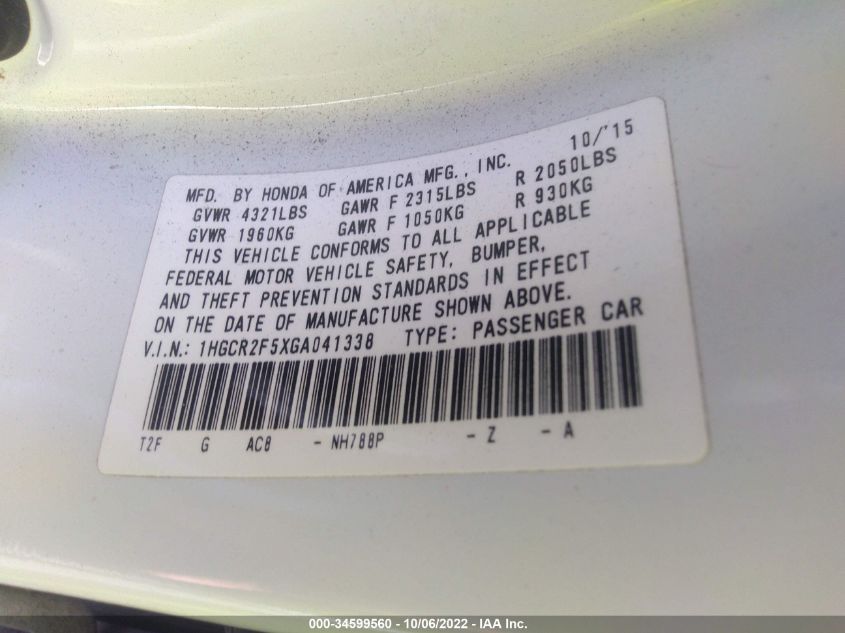 10/'15
MFD. BY HONDA OF AMERICA MFG., INC.
GVWR 4321LBS GAWR F 2315LBS R 2050LBS
GVWR 1960KG GAWR F 1050KG R 930KG
THIS VEHICLE CONFORMS TO ALL APPLICABLE
FEDERAL MOTOR VEHICLE SAFETY, BUMPER,
AND THEFT PREVENTION STANDARDS IN EFFECT
ON THE DATE OF MANUFACTURE SHOWN ABOVE.
V.I.N.: 1HGCR2F5XGA041338 TYPE: PASSENGER CAR
T2F G AC8 - NH788P - Z - A
000-34599560 - 10/06/2022 - IAA Inc.